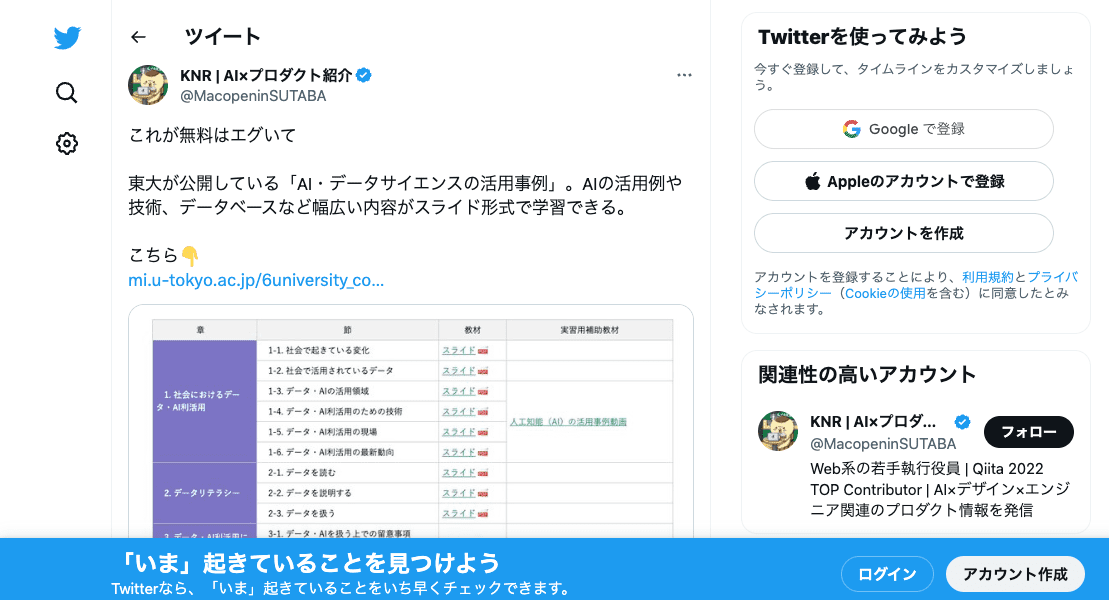 ツイート
KNR | AI×プロダクト紹介
@MacopeninSUTABA
これが無料はエグいて
東大が公開している「AI・データサイエンスの活用事例」。AIの活用例や
技術、データベースなど幅広い内容がスライド形式で学習できる。
こちら👇
mi.u-tokyo.ac.jp/6university_co...
章 節 教材 実習用補助教材
1. 社会におけるデー
タ・AI利活用
1-1. 社会で起きている変化 スライド
1-2. 社会で活用されているデータ スライド
1-3. データ・AIの活用領域 スライド
1-4. データ・AI利活用のための技術 スライド
人工知能（AI）の活用事例動画
1-5. データ・AI利活用の現場 スライド
1-6. データ・AI利活用の最新動向 スライド
2. データリテラシー
2-1. データを読む スライド
2-2. データを説明する スライド
2-3. データを扱う スライド
3-1. データ・AIを扱う上での留意事項
Twitterを使ってみよう
今すぐ登録して、タイムラインをカスタマイズしましょ
う。
Google で登録
Appleのアカウントで登録
アカウントを作成
アカウントを登録することにより、利用規約とプライバ
シーポリシー（Cookieの使用を含む）に同意したとみ
なされます。
関連性の高いアカウント
KNR | AI×プロダ...
@MacopeninSUTABA
フォロー
Web系の若手執行役員 | Qiita 2022
TOP Contributor | AI×デザイン×エンジ
ニア関連のプロダクト情報を発信
「いま」起きていることを見つけよう
Twitterなら、「いま」起きていることをいち早くチェックできます。
ログイン
アカウント作成